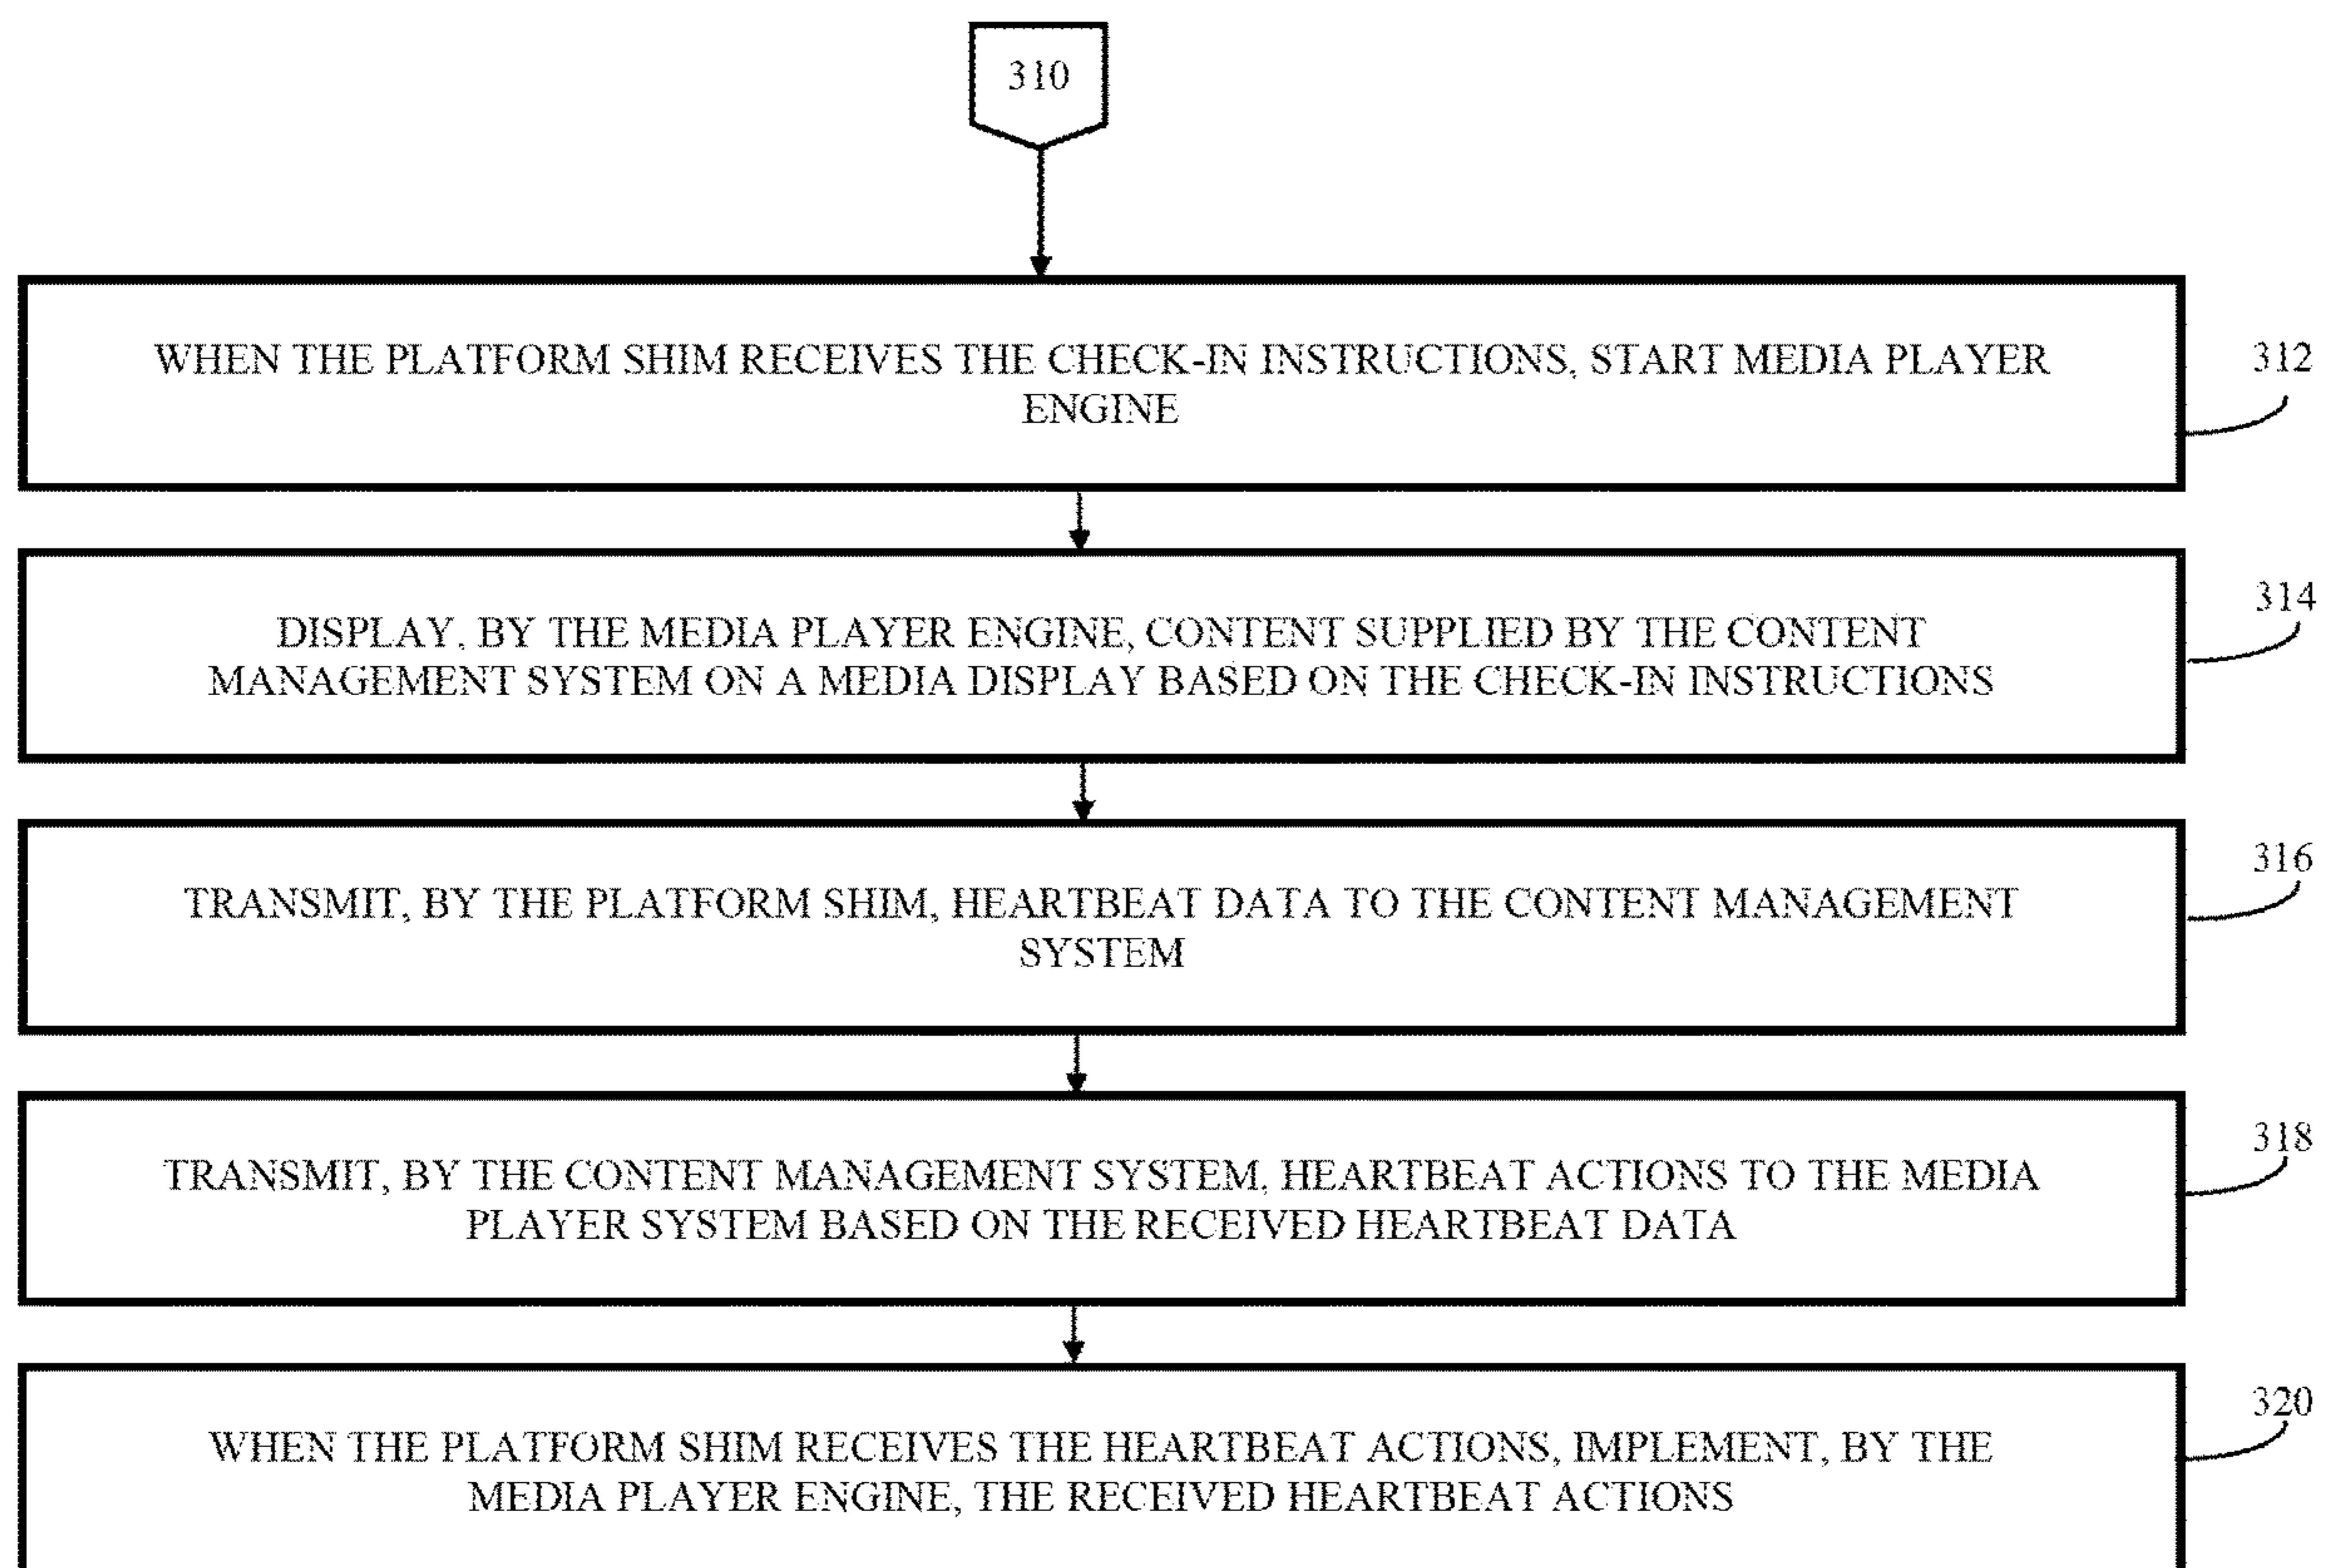 310
WHEN THE PLATFORM SHIM RECEIVES THE CHECK-IN INSTRUCTIONS, START MEDIA PLAYER
ENGINE
312
DISPLAY, BY THE MEDIA PLAYER ENGINE, CONTENT SUPPLIED BY THE CONTENT
MANAGEMENT SYSTEM ON A MEDIA DISPLAY BASED ON THE CHECK-IN INSTRUCTIONS
314
TRANSMIT, BY THE PLATFORM SHIM, HEARTBEAT DATA TO THE CONTENT MANAGEMENT
SYSTEM
316
TRANSMIT, BY THE CONTENT MANAGEMENT SYSTEM, HEARTBEAT ACTIONS TO THE MEDIA
PLAYER SYSTEM BASED ON THE RECEIVED HEARTBEAT DATA
318
WHEN THE PLATFORM SHIM RECEIVES THE HEARTBEAT ACTIONS, IMPLEMENT, BY THE
MEDIA PLAYER ENGINE, THE RECEIVED HEARTBEAT ACTIONS
320